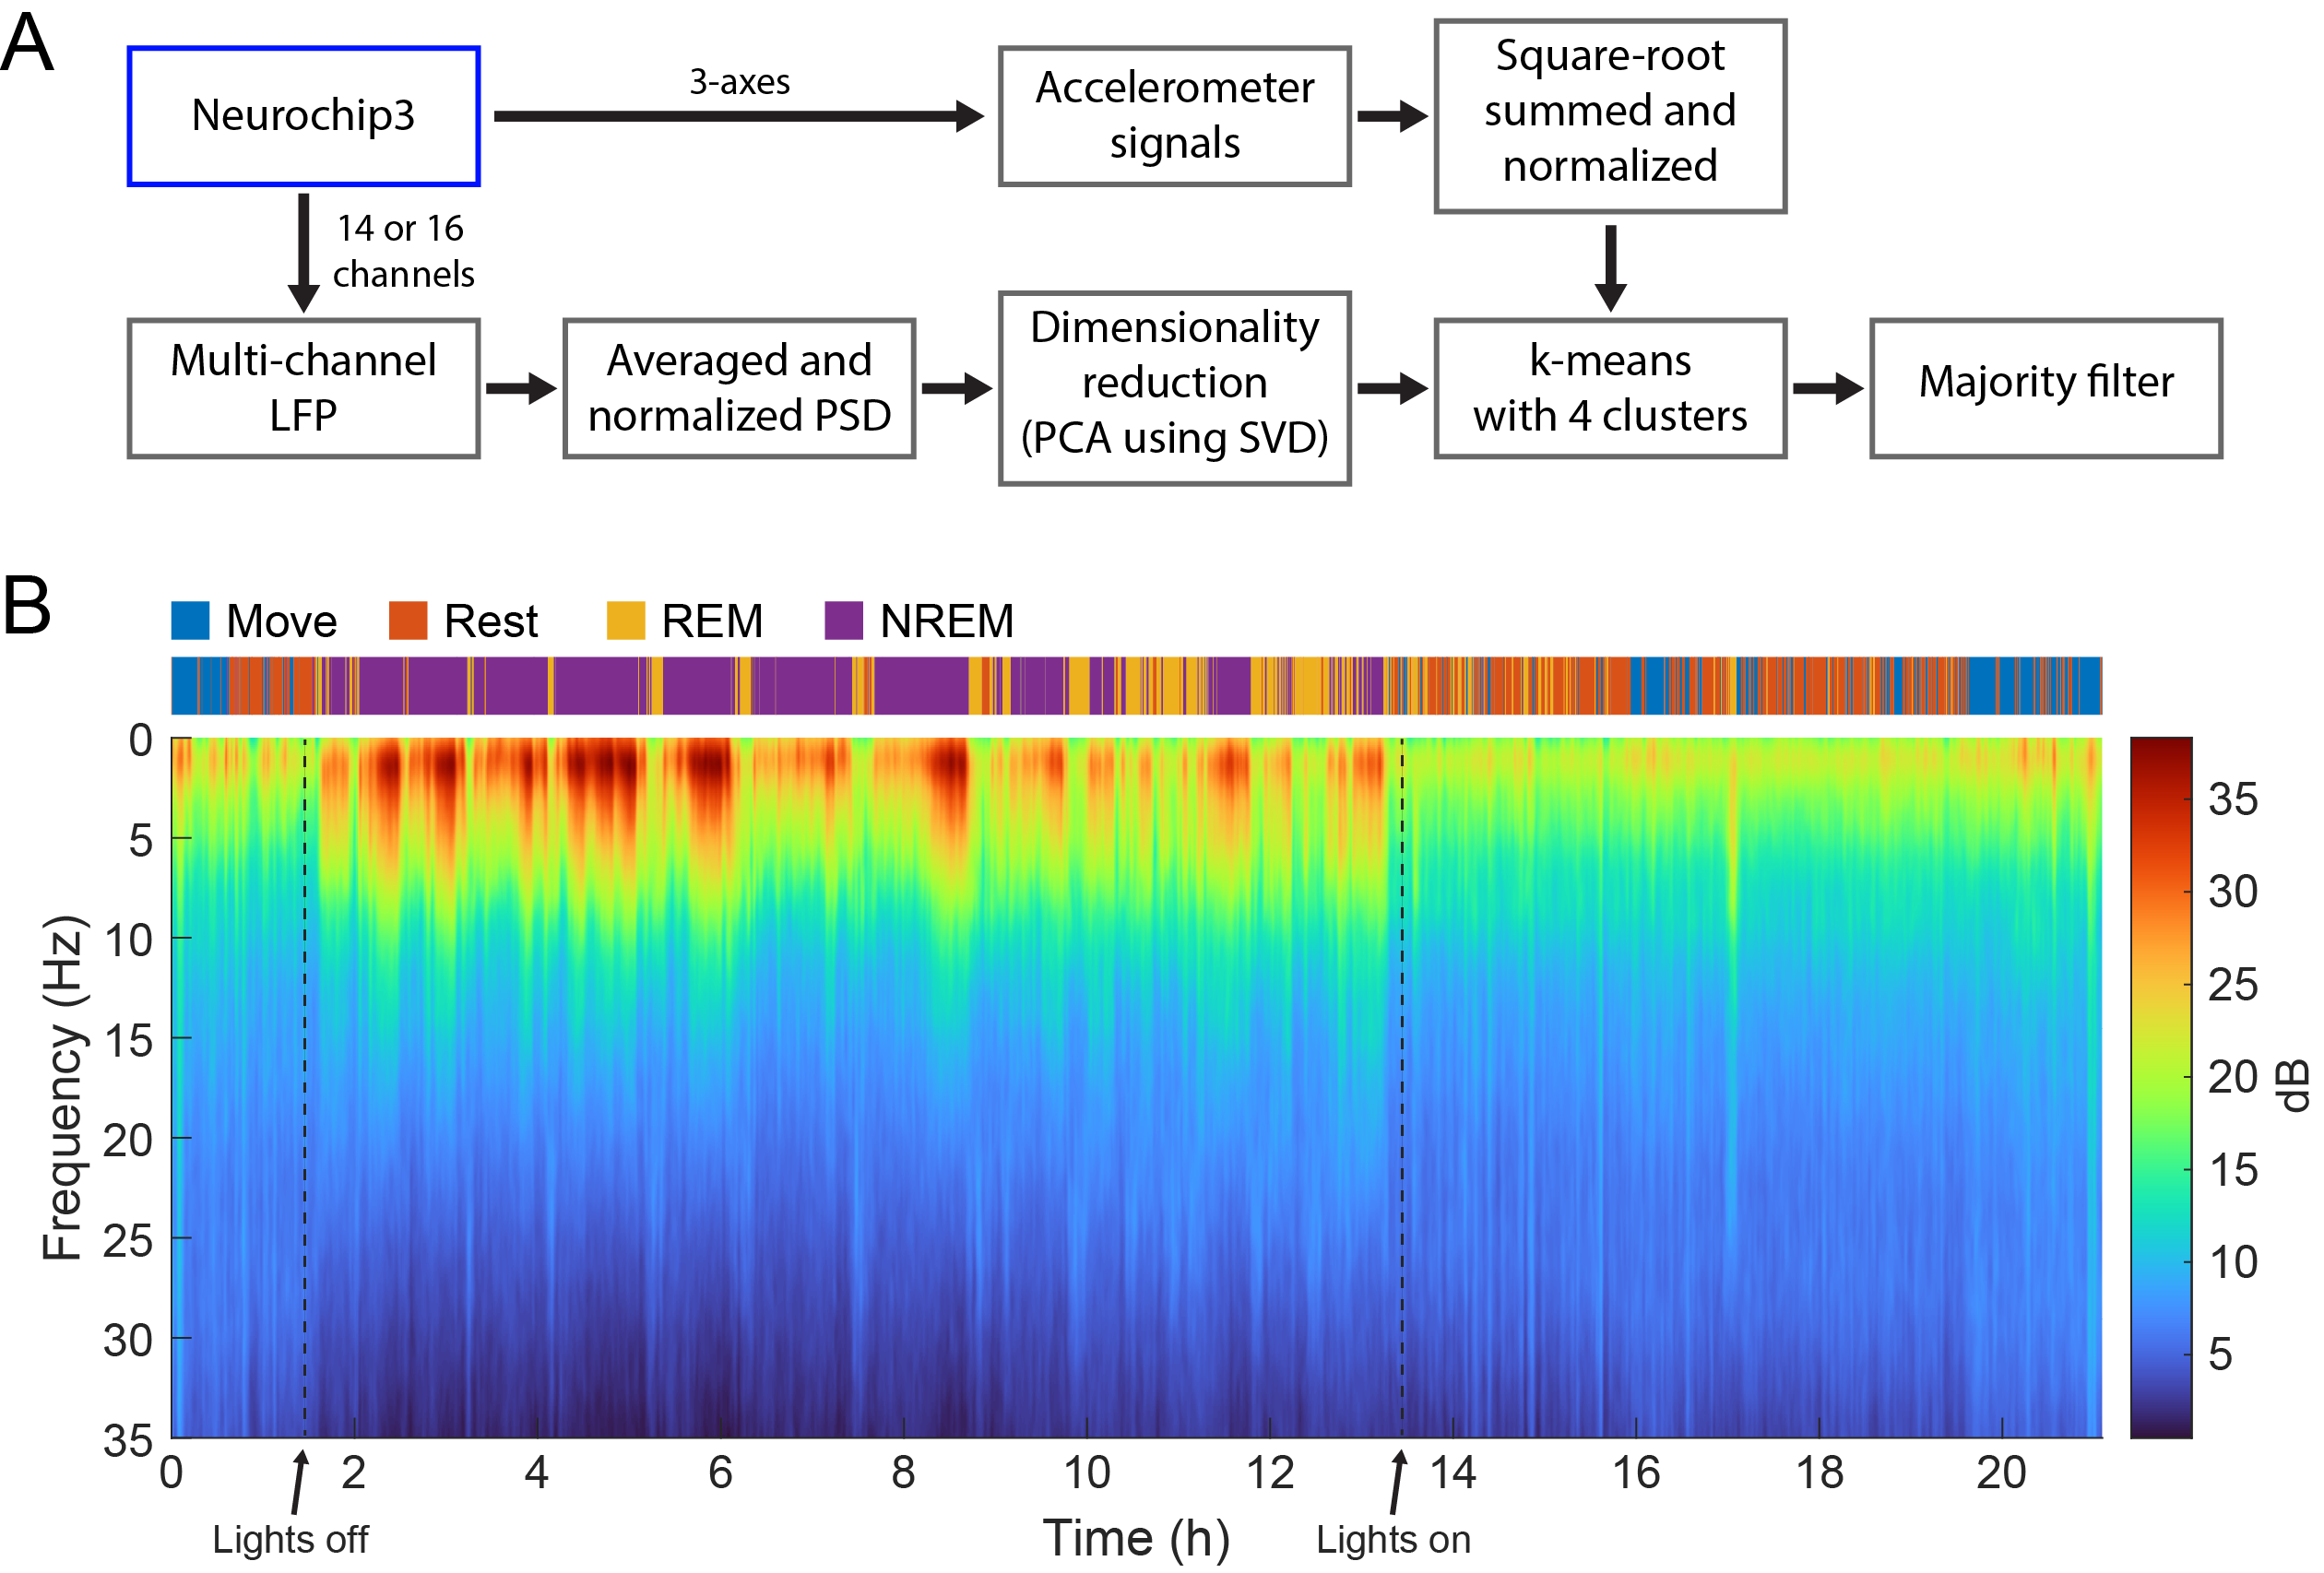 A
Neurochip3
3-axes
Accelerometer
signals
Square-root
summed and
normalized
14 or 16
channels
Multi-channel
LFP
Averaged and
normalized PSD
Dimensionality
reduction
(PCA using SVD)
k-means
with 4 clusters
Majority filter
B
Move
Rest
REM
NREM
0
5
10
15
20
25
30
35
Frequency (Hz)
0
2
4
6
8
10
12
14
16
18
20
Lights off
Time (h)
Lights on
35
30
25
20
15
10
5
dB